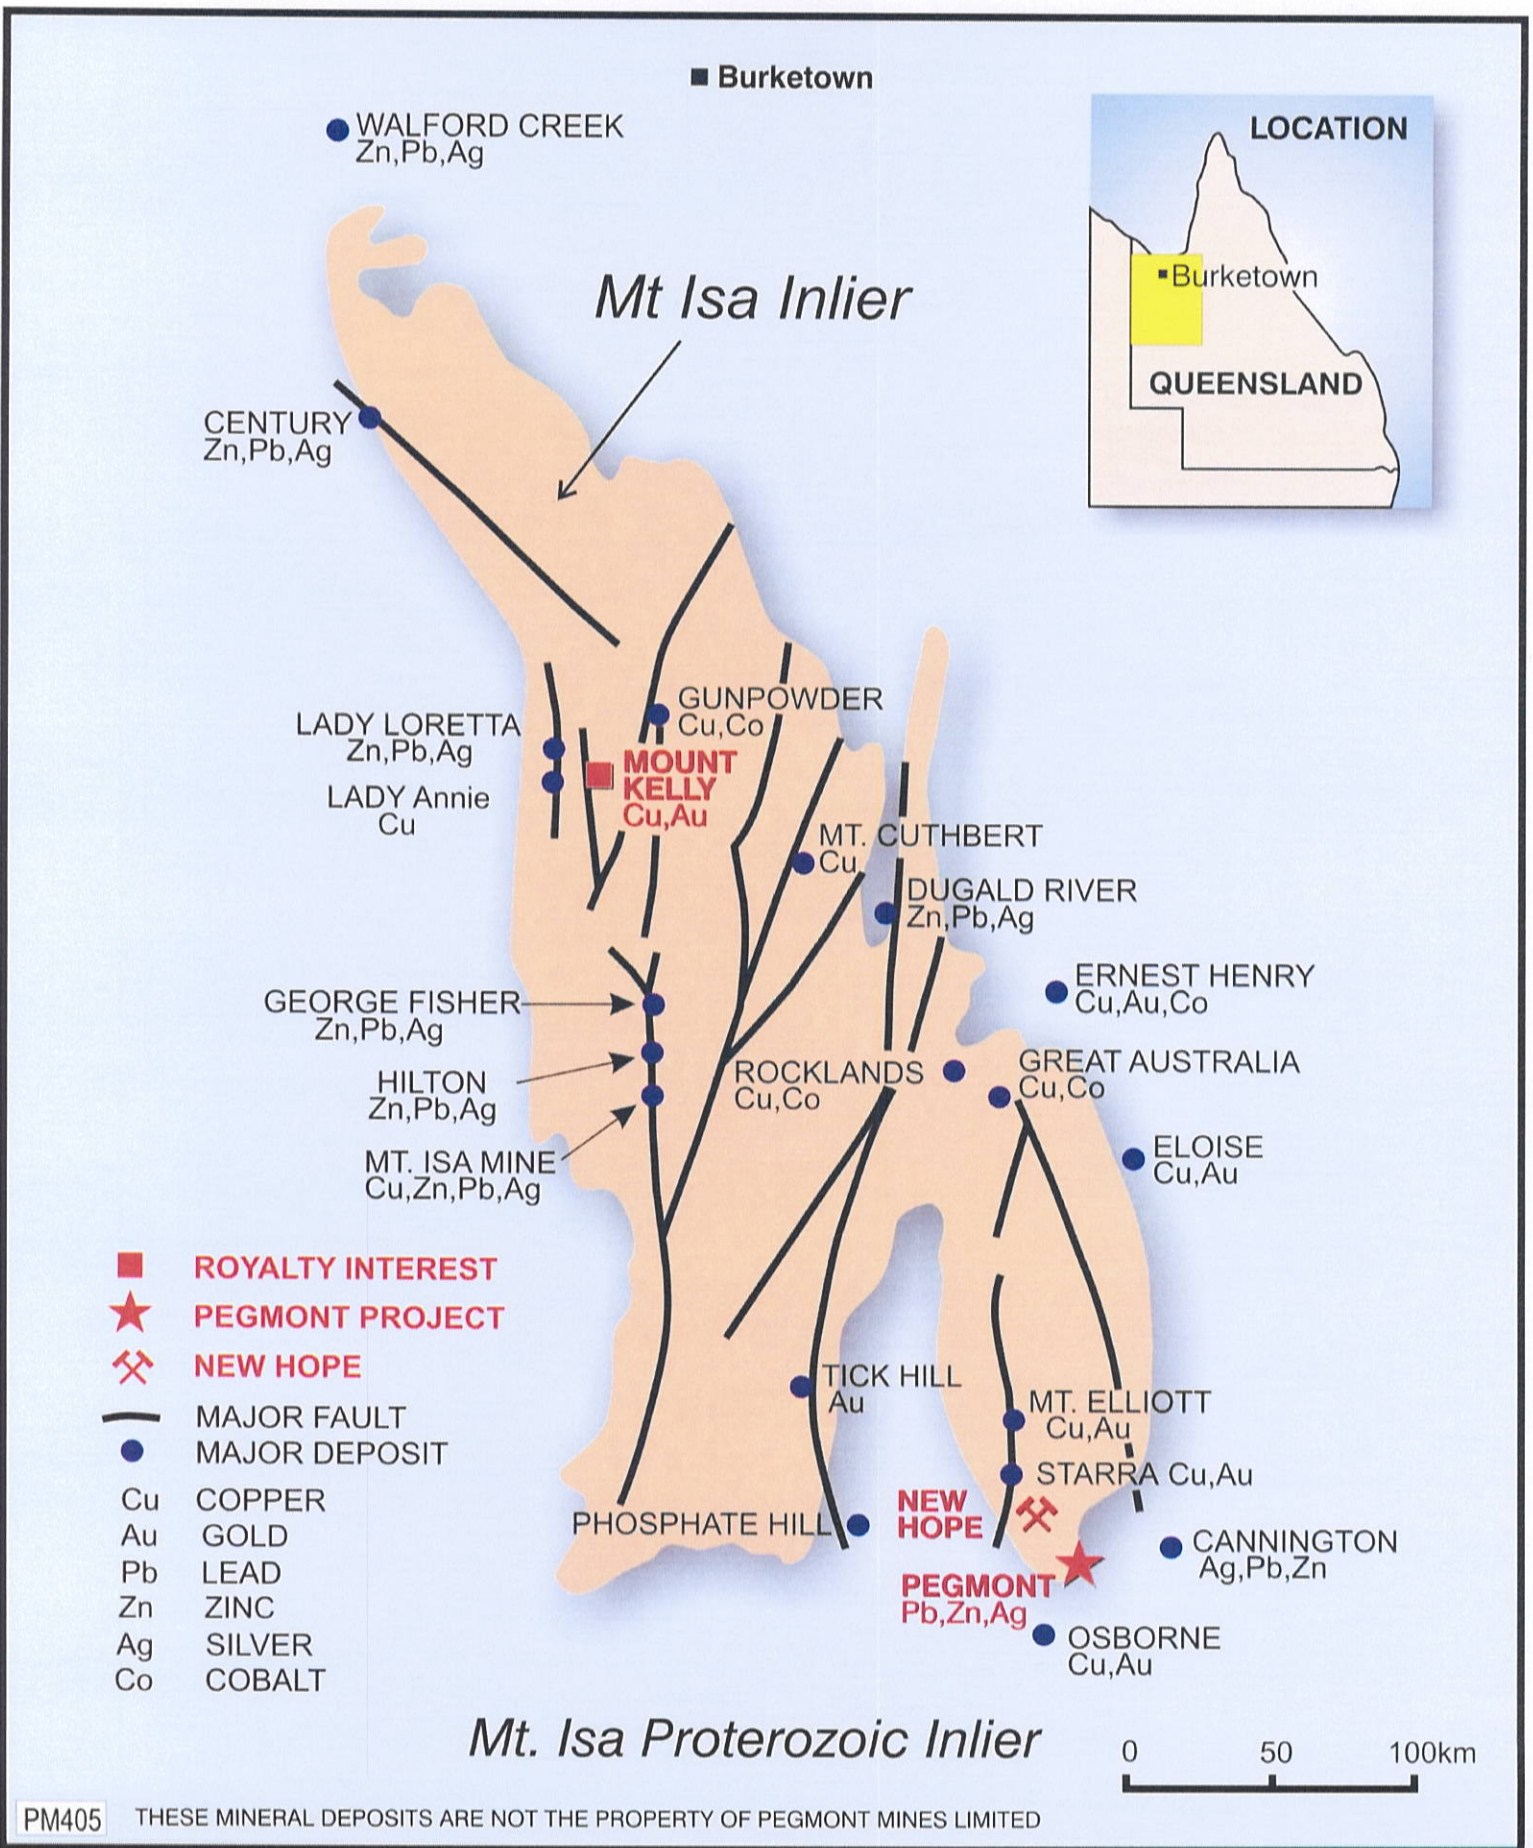 Burketown
WALFORD CREEK
Zn,Pb,Ag
LOCATION
Burketown
QUEENSLAND
Mt Isa Inlier
CENTURY
Zn,Pb,Ag
GUNPOWDER
Cu,Co
LADY LORETTA
Zn,Pb,Ag
MOUNT
KELLY
Cu,Au
LADY Annie
Cu
MT. CUTHBERT
Cu
DUGALD RIVER
Zn,Pb,Ag
ERNEST HENRY
Cu,Au,Co
GEORGE FISHER
Zn,Pb,Ag
ROCKLANDS
Cu,Co
GREAT AUSTRALIA
Cu,Co
HILTON
Zn,Pb,Ag
ELOISE
Cu,Au
MT. ISA MINE
Cu,Zn,Pb,Ag
ROYALTY INTEREST
PEGMONT PROJECT
NEW HOPE
MAJOR FAULT
MAJOR DEPOSIT
Cu COPPER
Au GOLD
Pb LEAD
Zn ZINC
Ag SILVER
Co COBALT
TICK HILL
Au
MT. ELLIOTT
Cu,Au
STARRA Cu,Au
NEW
HOPE
PHOSPHATE HILL
CANNINGTON
Ag,Pb,Zn
PEGMONT
Pb,Zn,Ag
OSBORNE
Cu,Au
Mt. Isa Proterozoic Inlier
0 50 100km
PM405 THESE MINERAL DEPOSITS ARE NOT THE PROPERTY OF PEGMONT MINES LIMITED